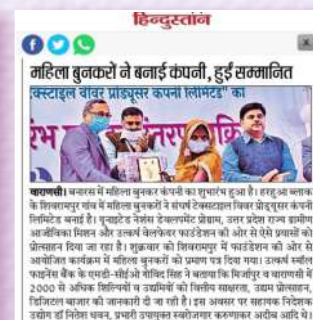 हिन्दुस्तान
x
महिला बुनकरों ने बनाई कंपनी, हुईं सम्मानित
क्सटाइल वीवर प्रोड्यूसर कंपनी लिमिटेड" का
वाराणसी। बनारस में महिला बुनकर कंपनी का शुभारंभ हुआ है। हरहुआ ब्लाक
के शिवरामपुर गांव में महिला बुनकरों ने संघर्ष टेक्सटाइल विवर प्रोड्यूसर कंपनी
लिमिटेड बनाई है। यूनाइटेड नेशंस डेवलपमेंट प्रोग्राम, उत्तर प्रदेश राज्य ग्रामीण
आजीविका मिशन और उत्कर्ष वेलफेयर फाउंडेशन की ओर से ऐसे प्रयासों को
प्रोत्साहन दिया जा रहा है। शुक्रवार को शिवरामपुर में फाउंडेशन की ओर से
आयोजित कार्यक्रम में महिला बुनकरों को प्रमाण पत्र दिया गया। उत्कर्ष स्मॉल
फाइनेंस बैंक के एमडी-सीईओ गोविंद सिंह ने बताया कि मिर्जापुर व वाराणसी में
2000 से अधिक शिल्पियों व उद्यमियों को वित्तीय साक्षरता, उद्यम प्रोत्साहन,
डिजिटल बाजार की जानकारी दी जा रही है। इस अवसर पर सहायक निदेशक
उद्योग डॉ नितेश धवन, प्रभारी उपायुक्त स्वरोजगार करुणाकर अदीब आदि थे।